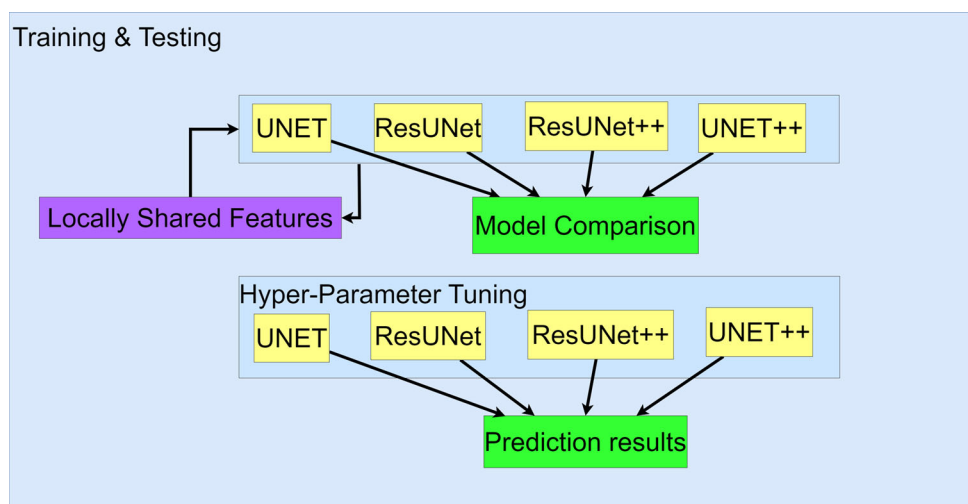 Training & Testing
UNET
ResUNet
ResUNet++
UNET++
Locally Shared Features
Model Comparison
Hyper-Parameter Tuning
UNET
ResUNet
ResUNet++
UNET++
Prediction results